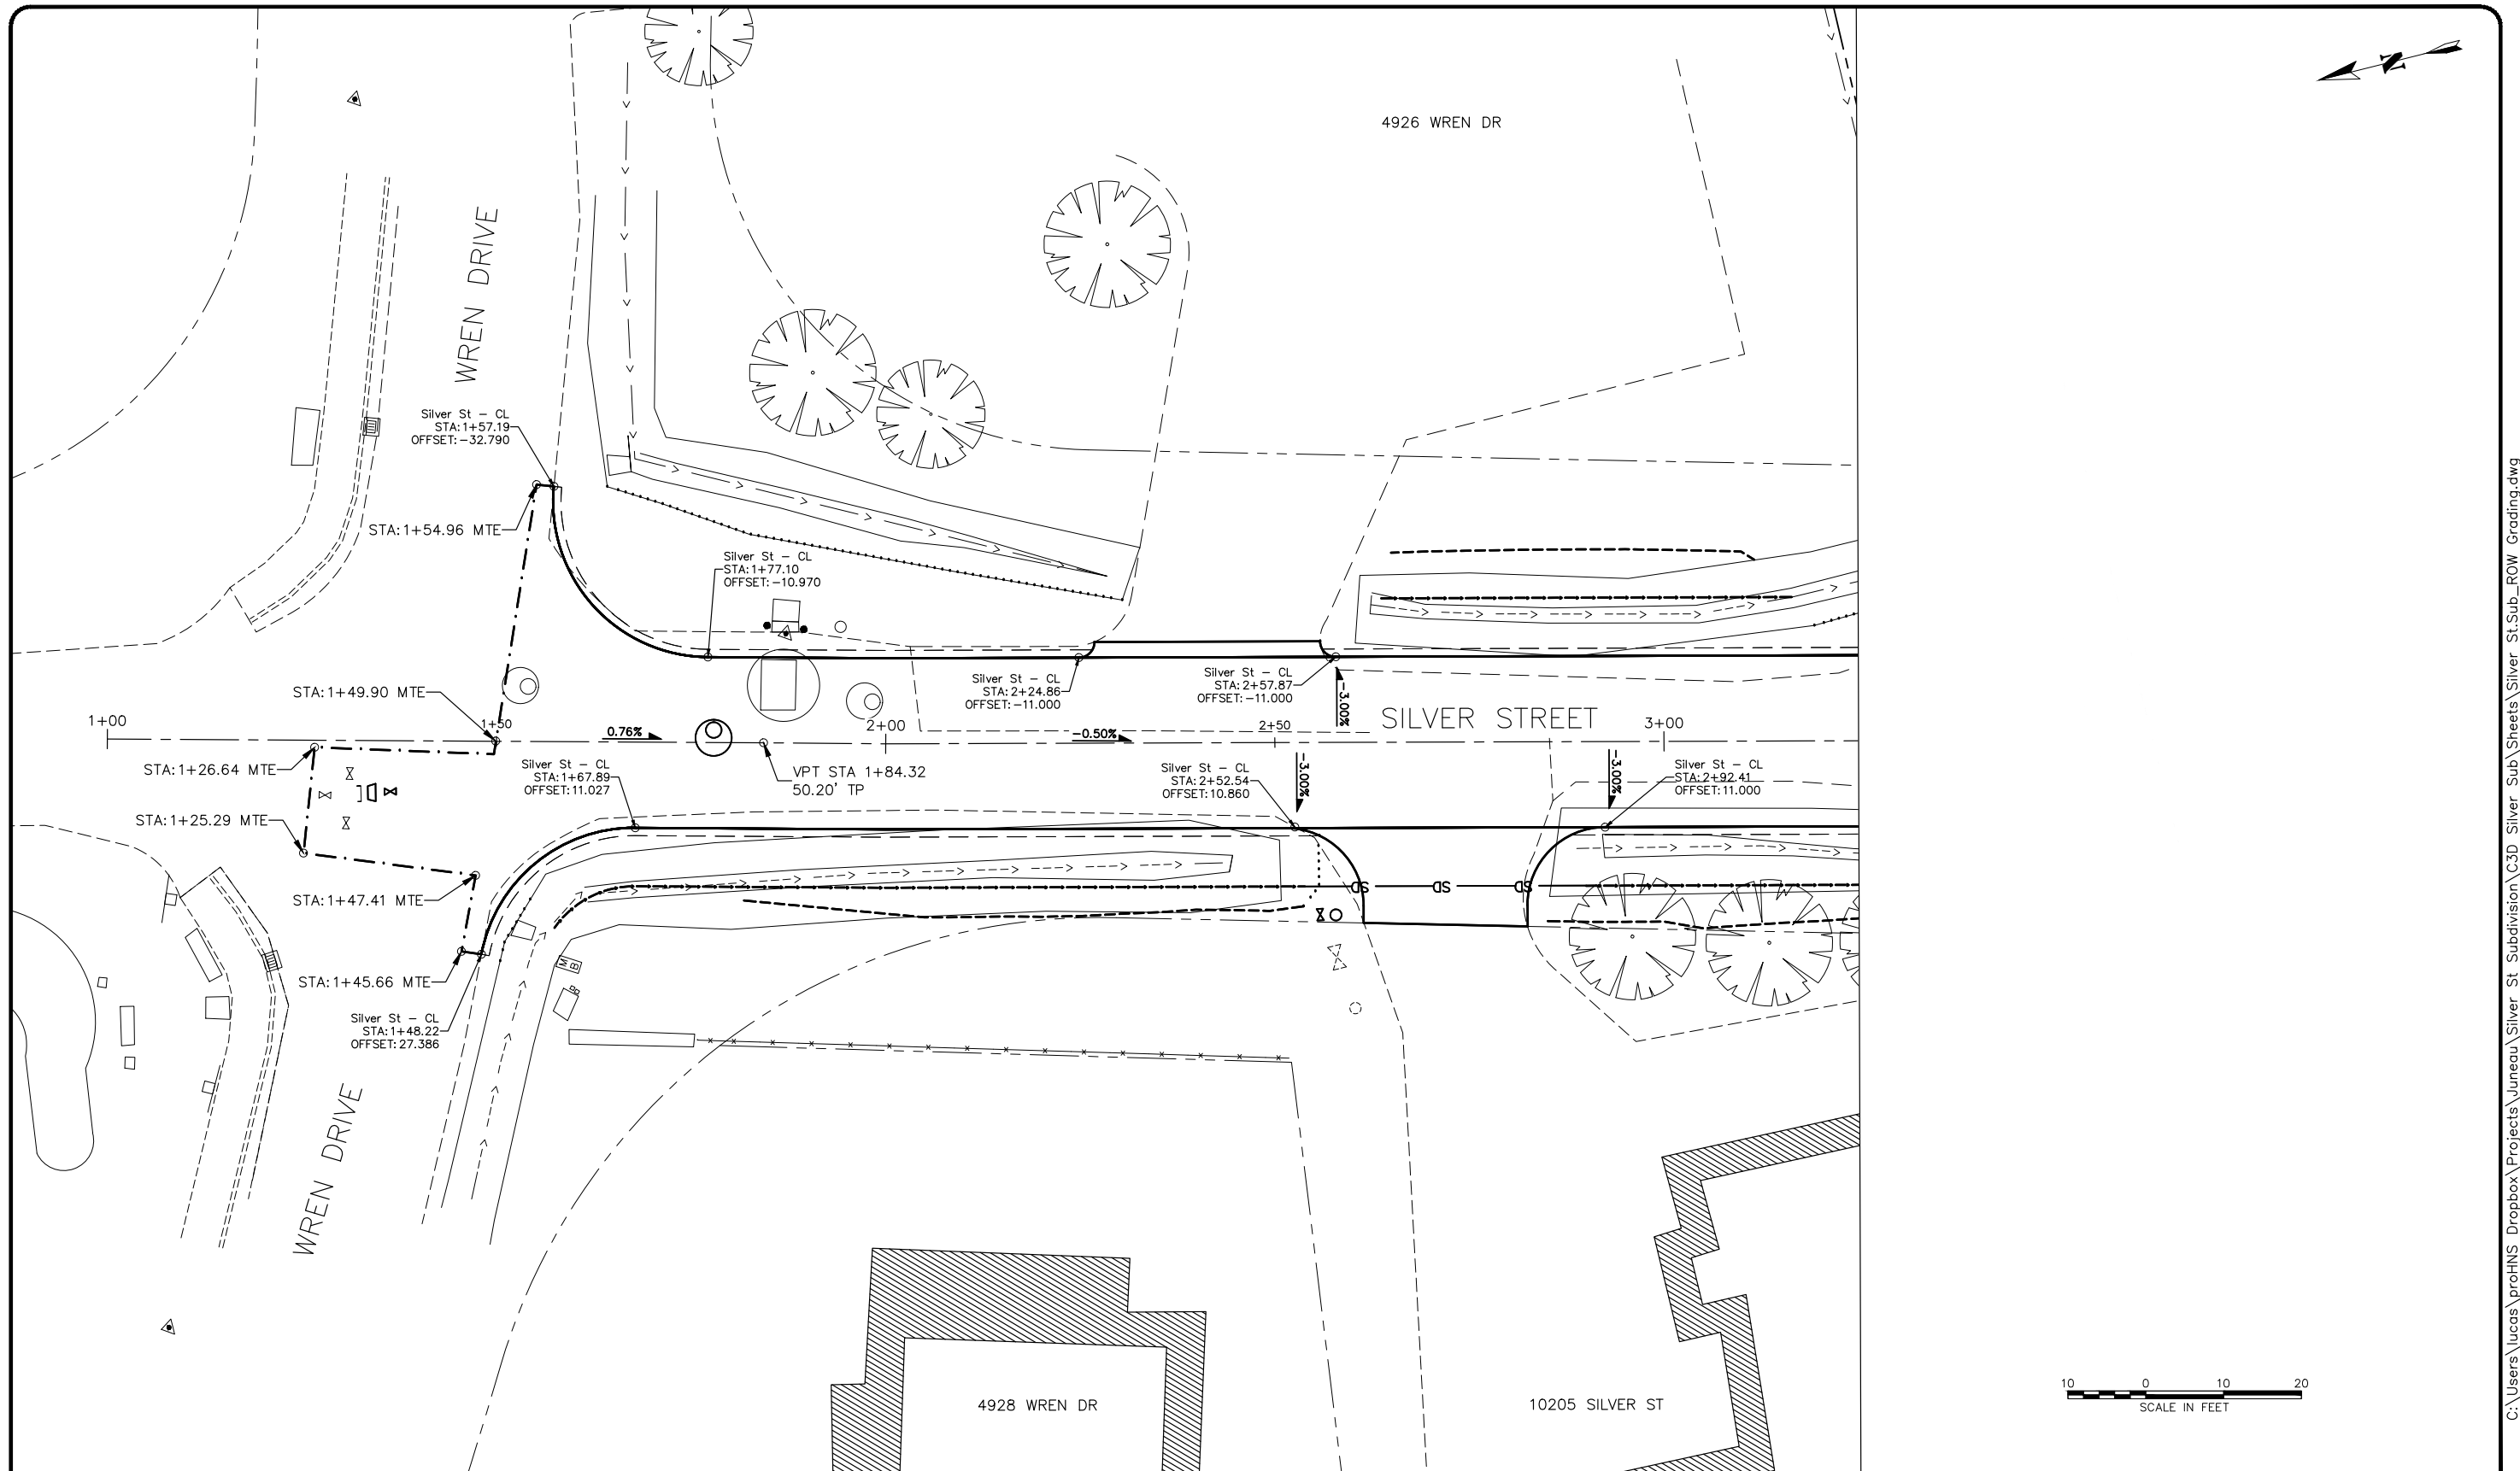 N
4926 WREN DR
WREN DRIVE
Silver St – CL
STA:1+57.19
OFFSET:–32.790
STA:1+54.96 MTE
Silver St – CL
STA:1+77.10
OFFSET:–10.970
Silver St – CL
STA:2+24.86
OFFSET:–11.000
Silver St – CL
STA:2+57.87
OFFSET:–11.000
–3.00%
STA:1+49.90 MTE
1+00
1+50
0.76%
2+00
–0.50%
2+50
SILVER STREET
3+00
STA:1+26.64 MTE
Silver St – CL
STA:1+67.89
OFFSET:11.027
VPT STA 1+84.32
50.20' TP
Silver St – CL
STA:2+52.54
OFFSET:10.860
–3.00%
–3.00%
Silver St – CL
STA:2+92.41
OFFSET:11.000
STA:1+25.29 MTE
SD
SD
SD
STA:1+47.41 MTE
MB
STA:1+45.66 MTE
Silver St – CL
STA:1+48.22
OFFSET:27.386
WREN DRIVE
4928 WREN DR
10205 SILVER ST
10 0 10 20
SCALE IN FEET
C:\Users\lucas\proHNS Dropbox\Projects\Juneau\Silver St Subdivision\C3D Silver Sub\Sheets\Silver St.Sub_ROW Grading.dwg